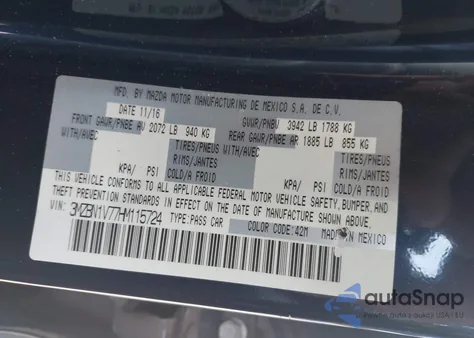 MFD. BY MAZDA MOTOR MANUFACTURING DE MEXICO S.A. DE C.V.
DATE 11/16 GVWR/PNBV 3942 LB 1788 KG
FRONT GAWR/PNBE AV 2072 LB 940 KG REAR GAWR/PNBE AR 1885 LB 855 KG
WITH/AVEC TIRES/PNEUS WITH/AVEC TIRES/PNEUS
RIMS/JANTES RIMS/JANTES
KPA/ PSI KPA/ PSI
THIS VEHICLE CONFORMS TO ALL APPLICABLE FEDERAL MOTOR VEHICLE SAFETY, BUMPER, AND
THEFT PREVENTION STANDARDS IN EFFECT ON THE DATE OF MANUFACTURE SHOWN ABOVE.
VIN: 3MZBN1V77HM115724 TYPE: PASS CAR COLOR CODE: 42M MADE IN MEXICO
autoSnap